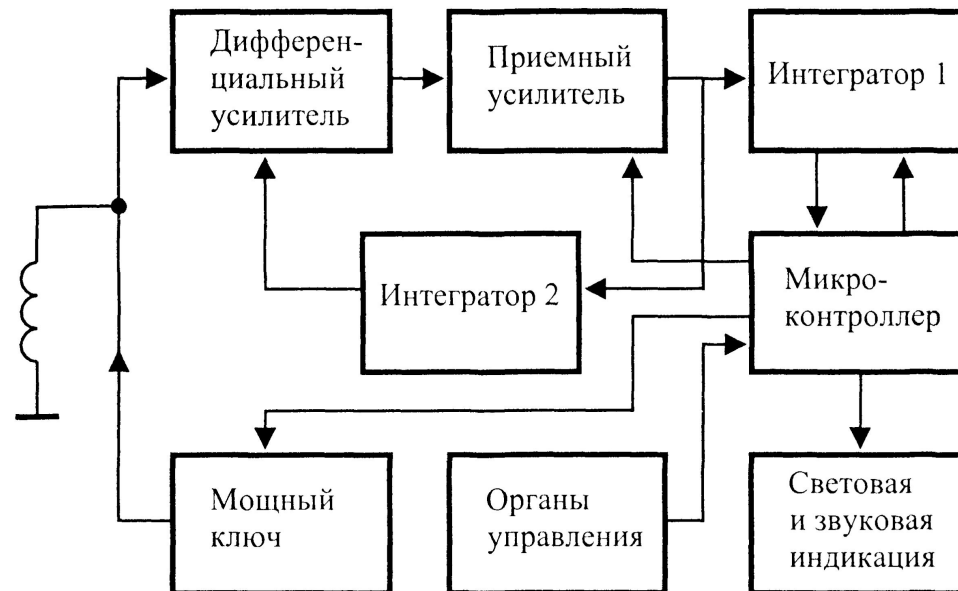 Дифферен-
циальный
усилитель
Приемный
усилитель
Интегратор 1
Интегратор 2
Микро-
контроллер
Мощный
ключ
Органы
управления
Световая
и звуковая
индикация